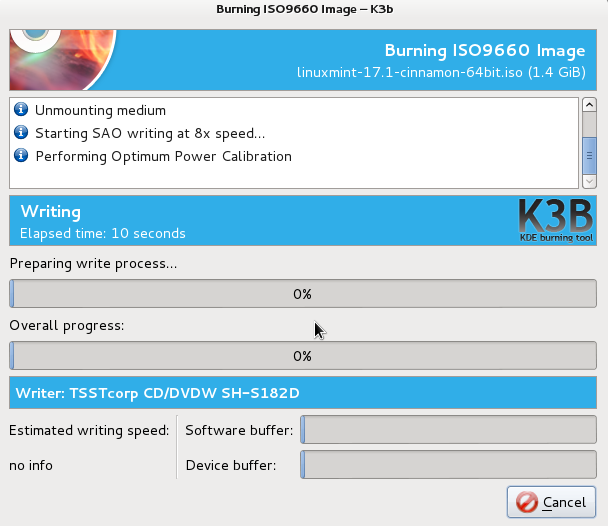 Burning ISO9660 Image – K3b
Burning ISO9660 Image
linuxmint-17.1-cinnamon-64bit.iso (1.4 GiB)
Unmounting medium
Starting SAO writing at 8x speed...
Performing Optimum Power Calibration
Writing
Elapsed time: 10 seconds
K3B
KDE burning tool
Preparing write process...
0%
Overall progress:
0%
Writer: TSSTcorp CD/DVDW SH-S182D
Estimated writing speed:
no info
Software buffer:
Device buffer:
Cancel